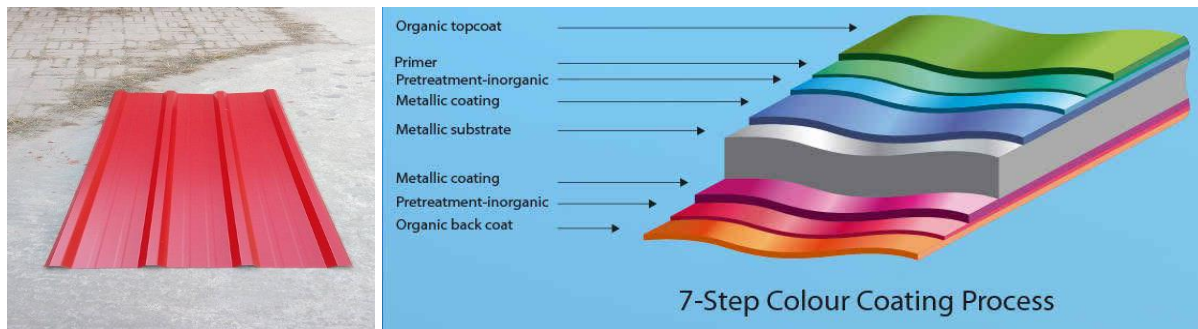 Organic topcoat
Primer
Pretreatment-inorganic
Metallic coating
Metallic substrate
Metallic coating
Pretreatment-inorganic
Organic back coat
7-Step Colour Coating Process